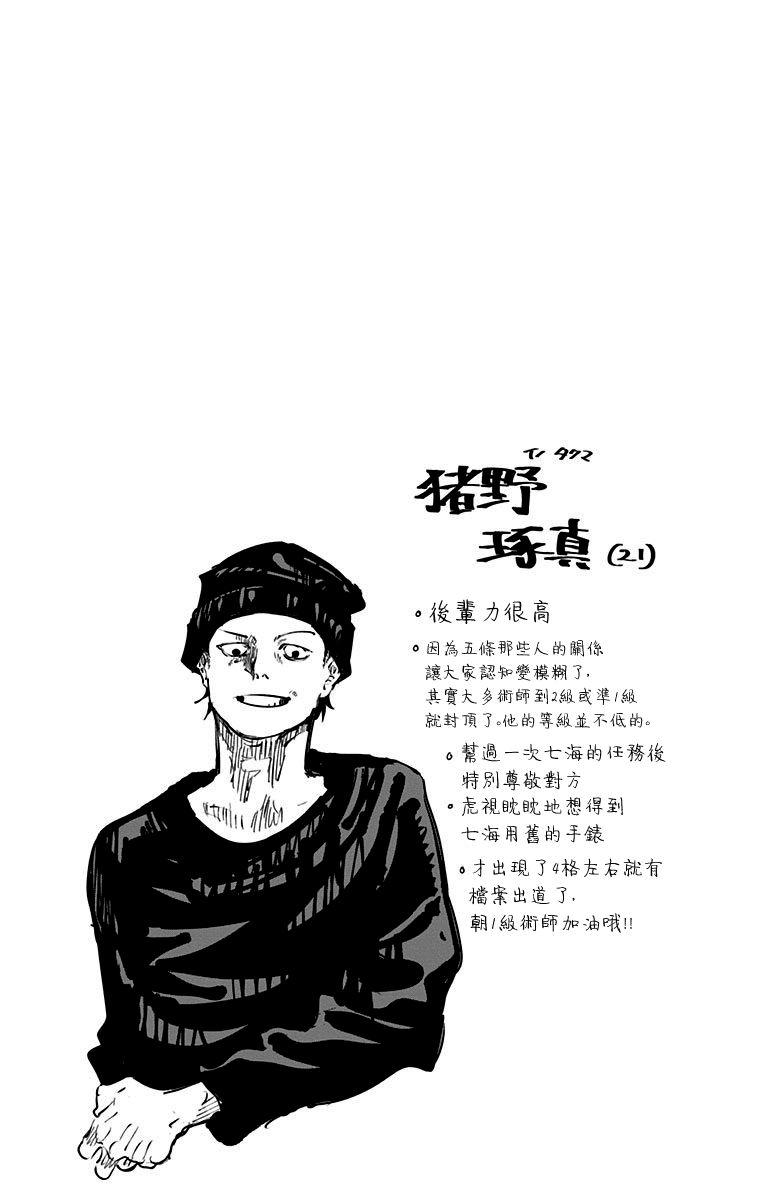 イノ タクマ
猪野
琢真(21)
。後輩力很高
。因為五條那些人的關係
讓大家認知變模糊了,
其實大多術師到2級或準1級
就封頂了。他的等級並不低的。
。幫過一次七海的任務後
特別尊敬對方
。虎視眈眈地想得到
七海用舊的手錶
。才出現了4格左右就有
檔案出道了,
朝1級術師加油哦!!